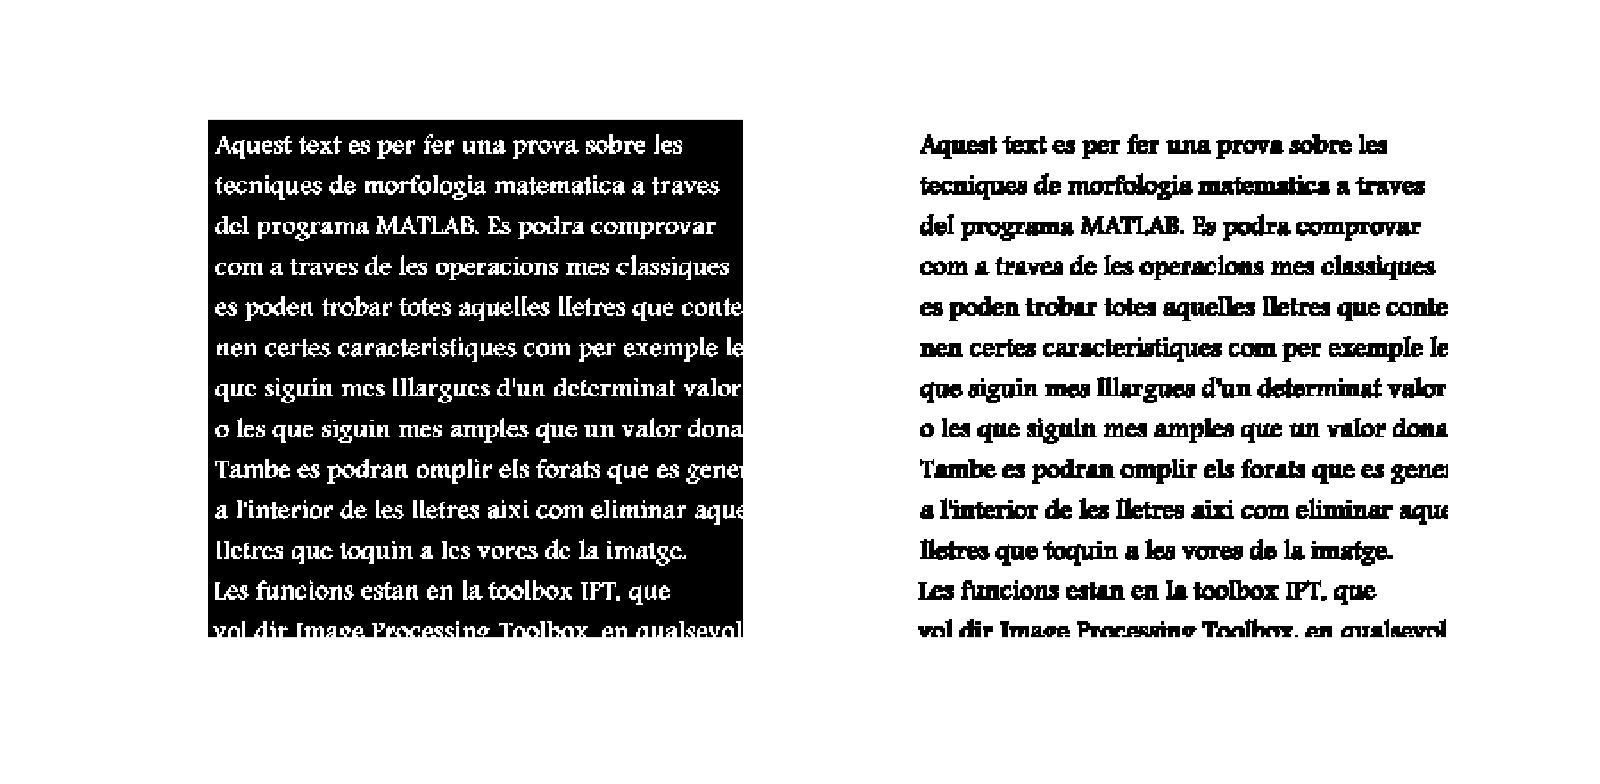 Aquest text es per fer una prova sobre les
tecniques de morfologia matematica a traves
del programa MATLAB. Es podra comprovar
com a traves de les operacions mes classiques
es poden trobar totes aquelles lletres que conte
nen certes caracteristiques com per exemple le
que siguin mes lllargues d'un determinat valor
o les que siguin mes amples que un valor dona
Tambe es podran omplir els forats que es gener
a l'interior de les lletres aixi com eliminar aque
lletres que toquin a les vores de la imatge.
Les funcions estan en la toolbox IPT, que
vol dir Image Processing Toolbox, en qualsevol
Aquest text es per fer una prova sobre les
tecniques de morfologia matematica a traves
del programa MATLAB. Es podra comprovar
com a traves de les operacions mes classiques
es poden trobar totes aquelles lletres que conte
nen certes caracteristiques com per exemple le
que siguin mes lllargues d'un determinat valor
o les que siguin mes amples que un valor dona
Tambe es podran omplir els forats que es gener
a l'interior de les lletres aixi com eliminar aque
lletres que toquin a les vores de la imatge.
Les funcions estan en la toolbox IPT, que
vol dir Image Processing Toolbox, en qualsevol